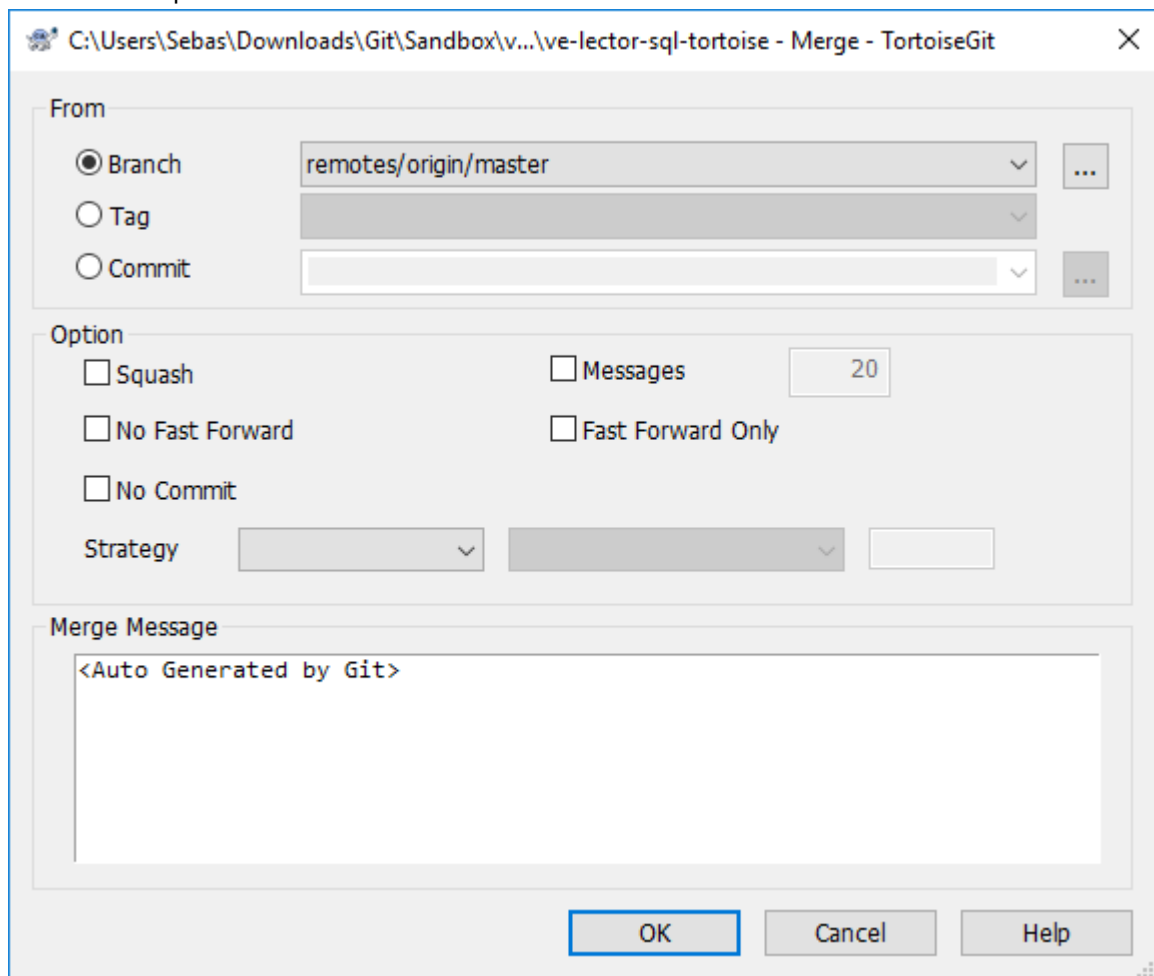 C:\Users\Sebas\Downloads\Git\Sandbox\v...\ve-lector-sql-tortoise - Merge - TortoiseGit
From
Branch
remotes/origin/master
...
Tag
Commit
...
Option
Squash
Messages
20
No Fast Forward
Fast Forward Only
No Commit
Strategy
Merge Message
<Auto Generated by Git>
OK
Cancel
Help